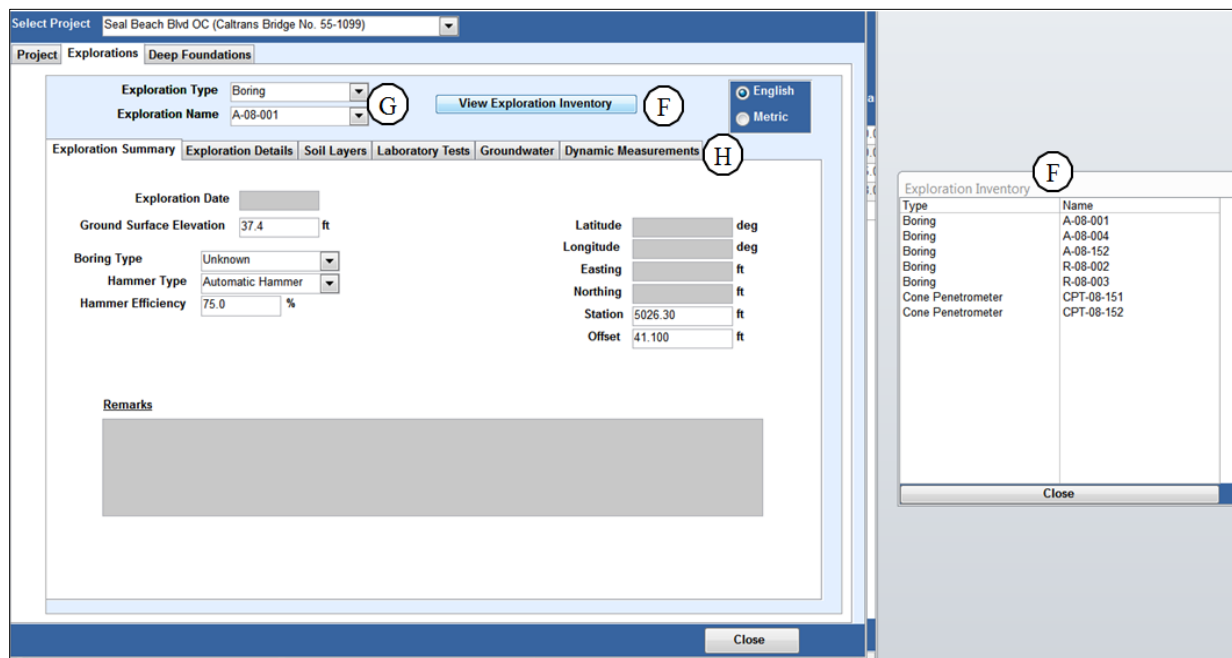 Select Project Seal Beach Blvd OC (Caltrans Bridge No. 55-1099)
Project Explorations Deep Foundations
Exploration Type Boring
Exploration Name A-08-001
G
View Exploration Inventory
F
English
Metric
Exploration Summary Exploration Details Soil Layers Laboratory Tests Groundwater Dynamic Measurements
H
Exploration Date
Ground Surface Elevation 37.4 ft
Boring Type Unknown
Hammer Type Automatic Hammer
Hammer Efficiency 75.0 %
Latitude deg
Longitude deg
Easting ft
Northing ft
Station 5026.30 ft
Offset 41.100 ft
Remarks
Close
F
Exploration Inventory
Type Name
Boring A-08-001
Boring A-08-004
Boring A-08-152
Boring R-08-002
Boring R-08-003
Cone Penetrometer CPT-08-151
Cone Penetrometer CPT-08-152
Close